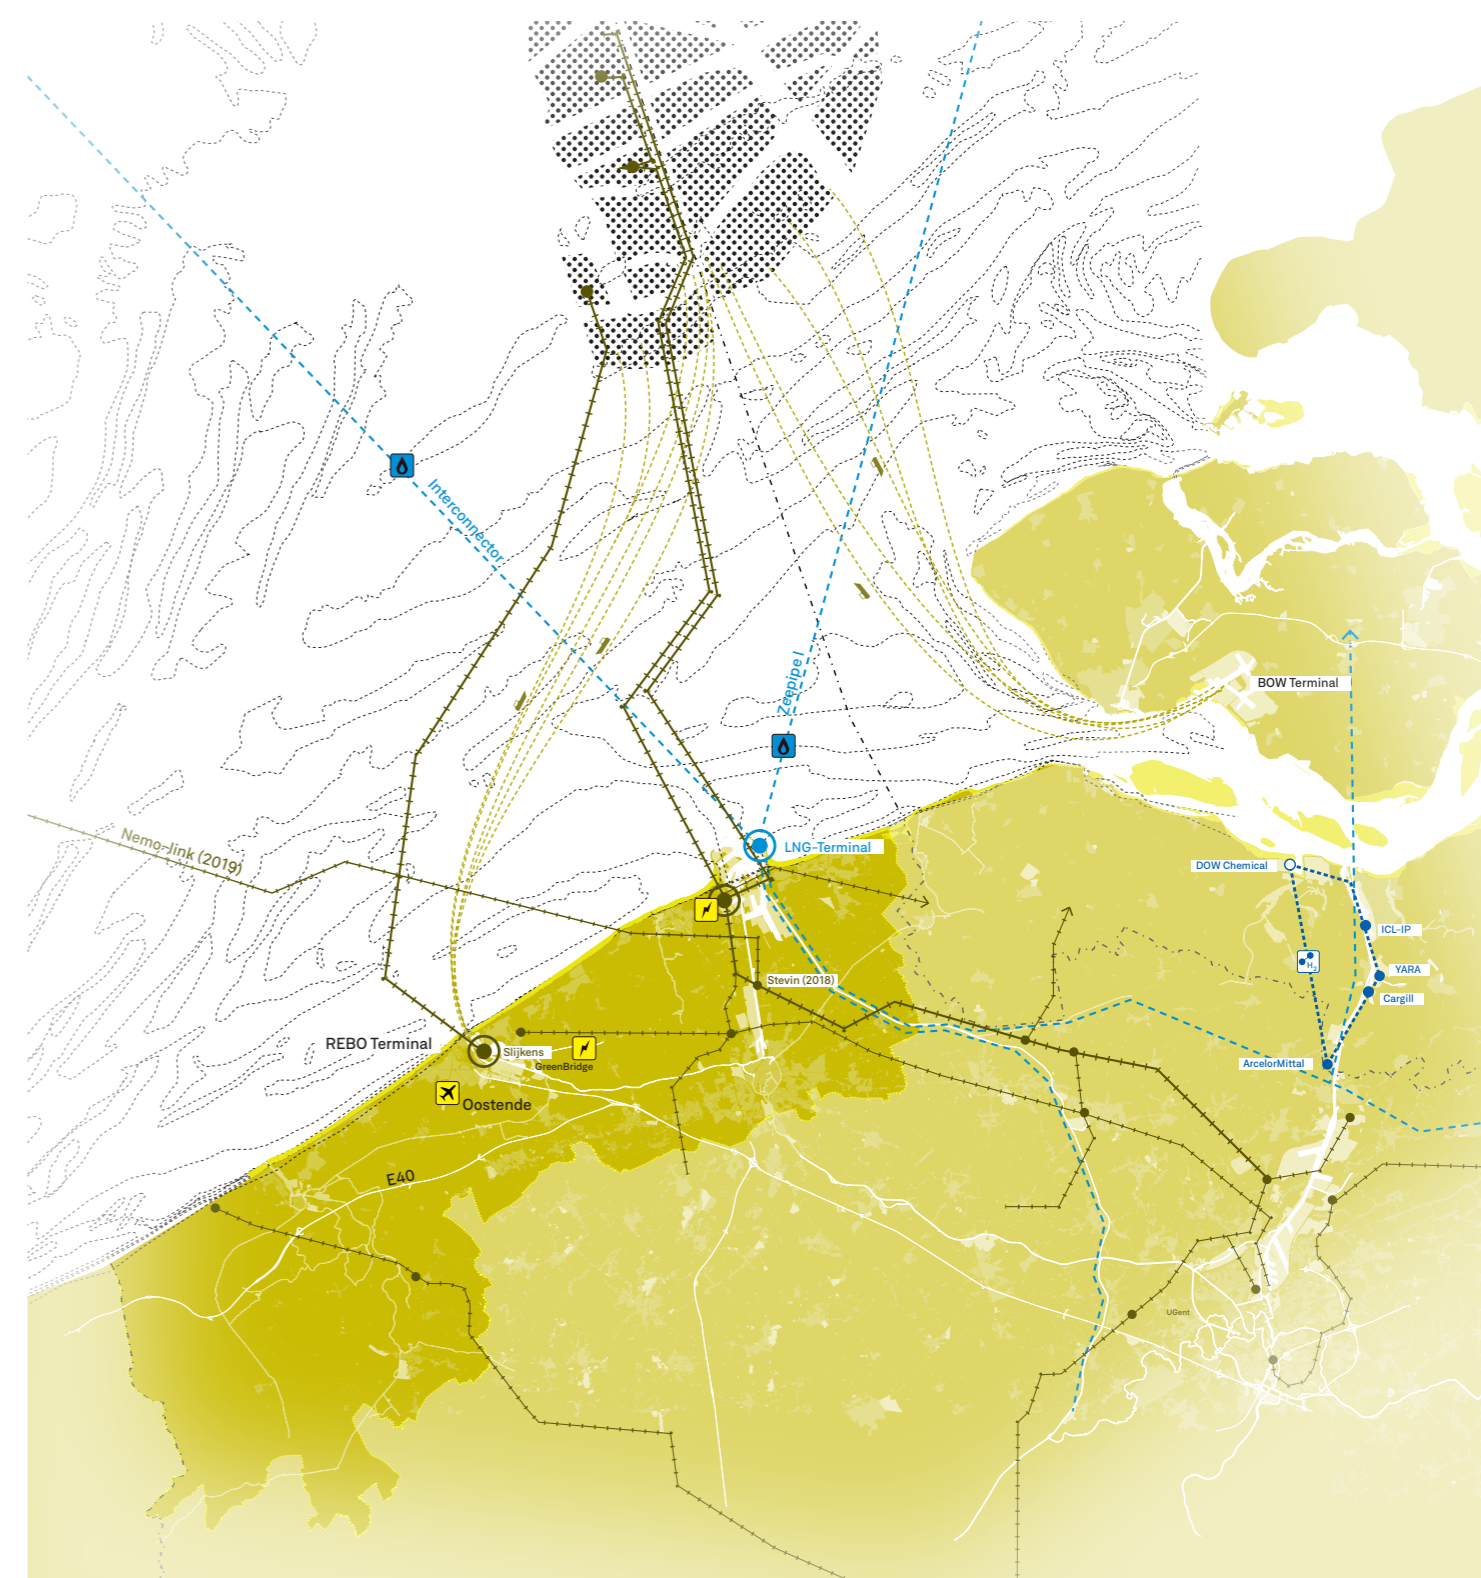 Interconnector
Zeepipe I
BOW Terminal
Nemo-link (2019)
LNG-Terminal
DOW Chemical
ICL-IP
H2
YARA
Stevin (2018)
Cargill
REBO Terminal
Slijkens
GreenBridge
ArcelorMittal
Oostende
E40
UGent